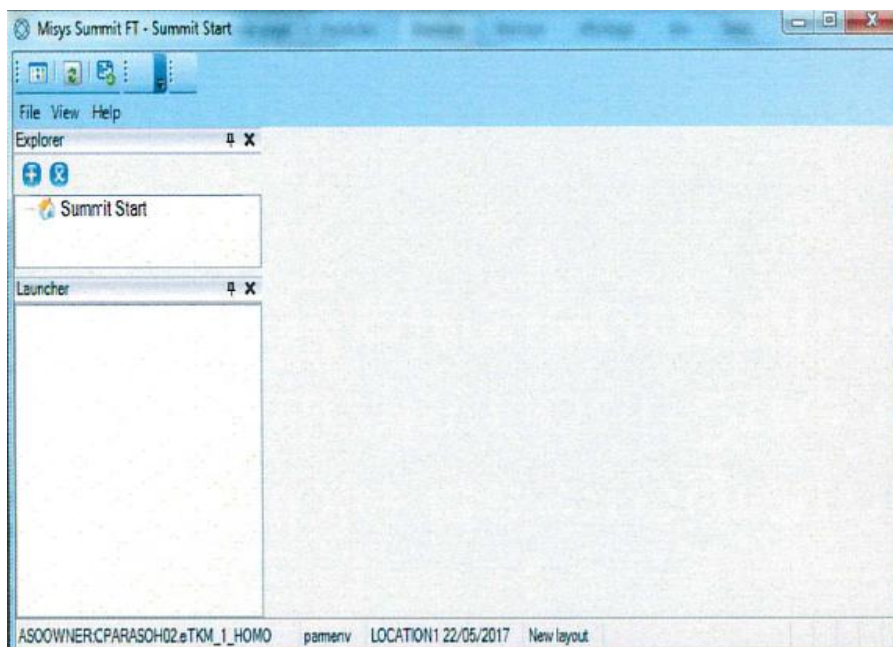 Misys Summit FT - Summit Start
File View Help
Explorer
Summit Start
Launcher
ASOOWNER:CPARASOH02:eTKM_1_HOMO parmenv LOCATION1 22/05/2017 New layout